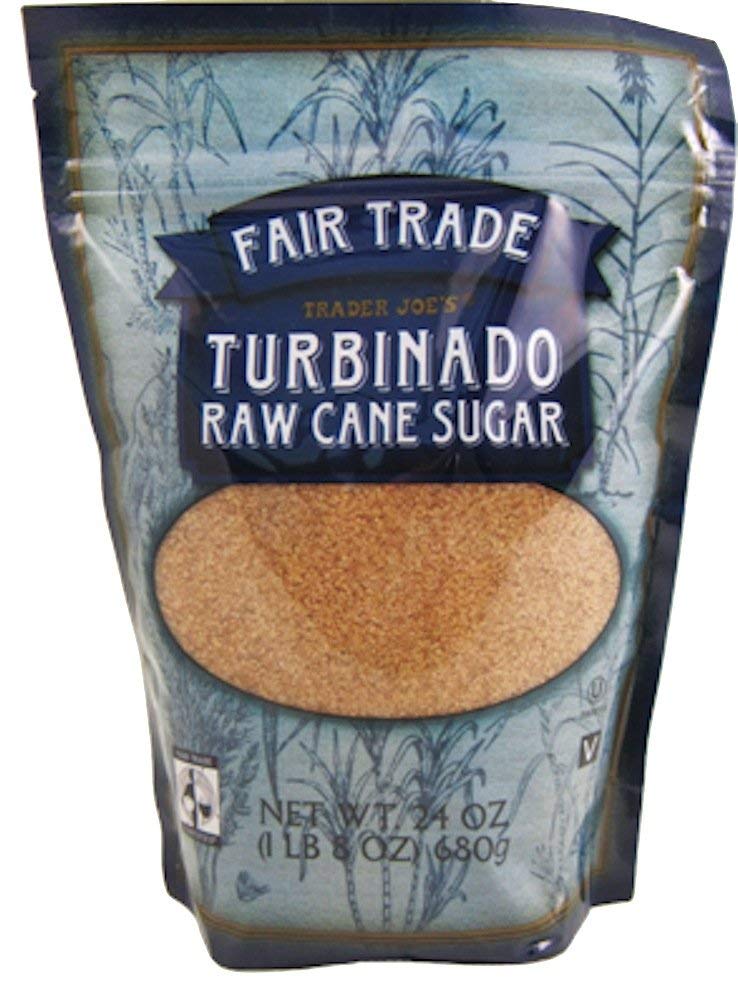 FAIR TRADE
TRADER JOE'S
TURBINADO
RAW CANE SUGAR
U
V
NET WT. 24 OZ
(1 LB 8 OZ) 680g